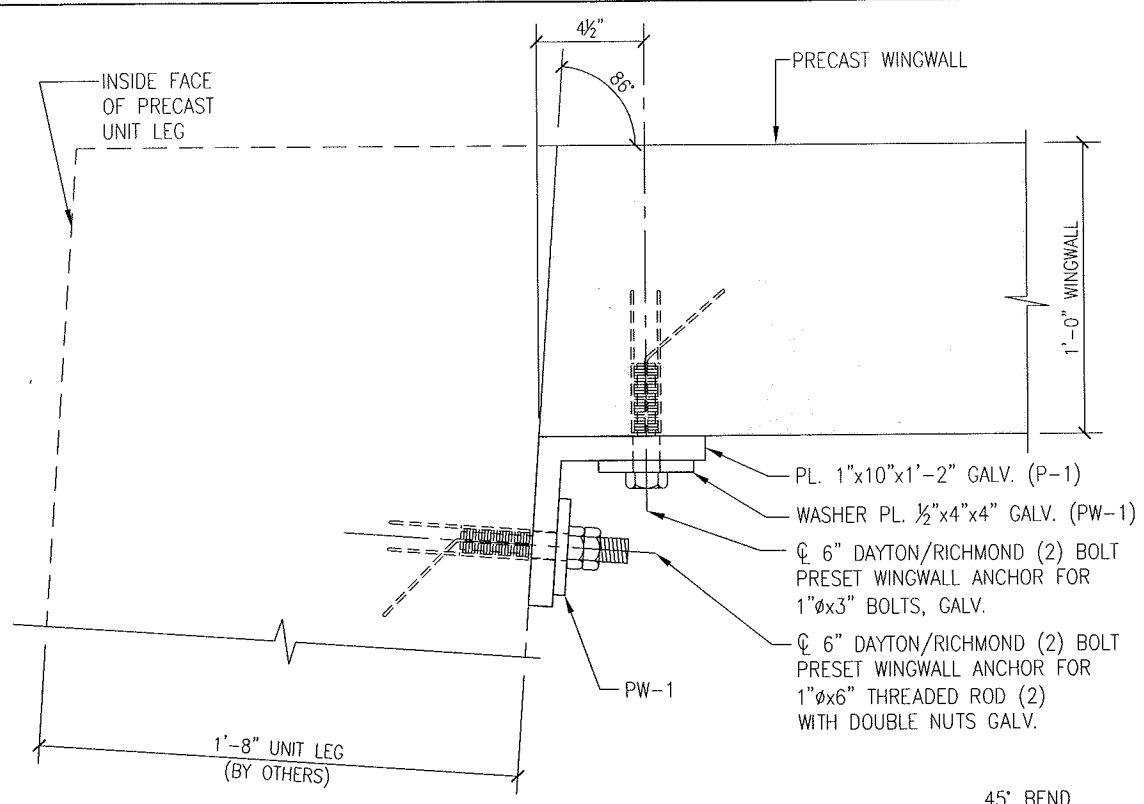 4½"
86°
INSIDE FACE
OF PRECAST
UNIT LEG
PRECAST WINGWALL
1'-0" WINGWALL
PL. 1"x10"x1'-2" GALV. (P-1)
WASHER PL. ½"x4"x4" GALV. (PW-1)
℄ 6" DAYTON/RICHMOND (2) BOLT
PRESET WINGWALL ANCHOR FOR
1"øx3" BOLTS, GALV.
℄ 6" DAYTON/RICHMOND (2) BOLT
PRESET WINGWALL ANCHOR FOR
1"øx6" THREADED ROD (2)
WITH DOUBLE NUTS GALV.
PW-1
1'-8" UNIT LEG
(BY OTHERS)
45° BEND